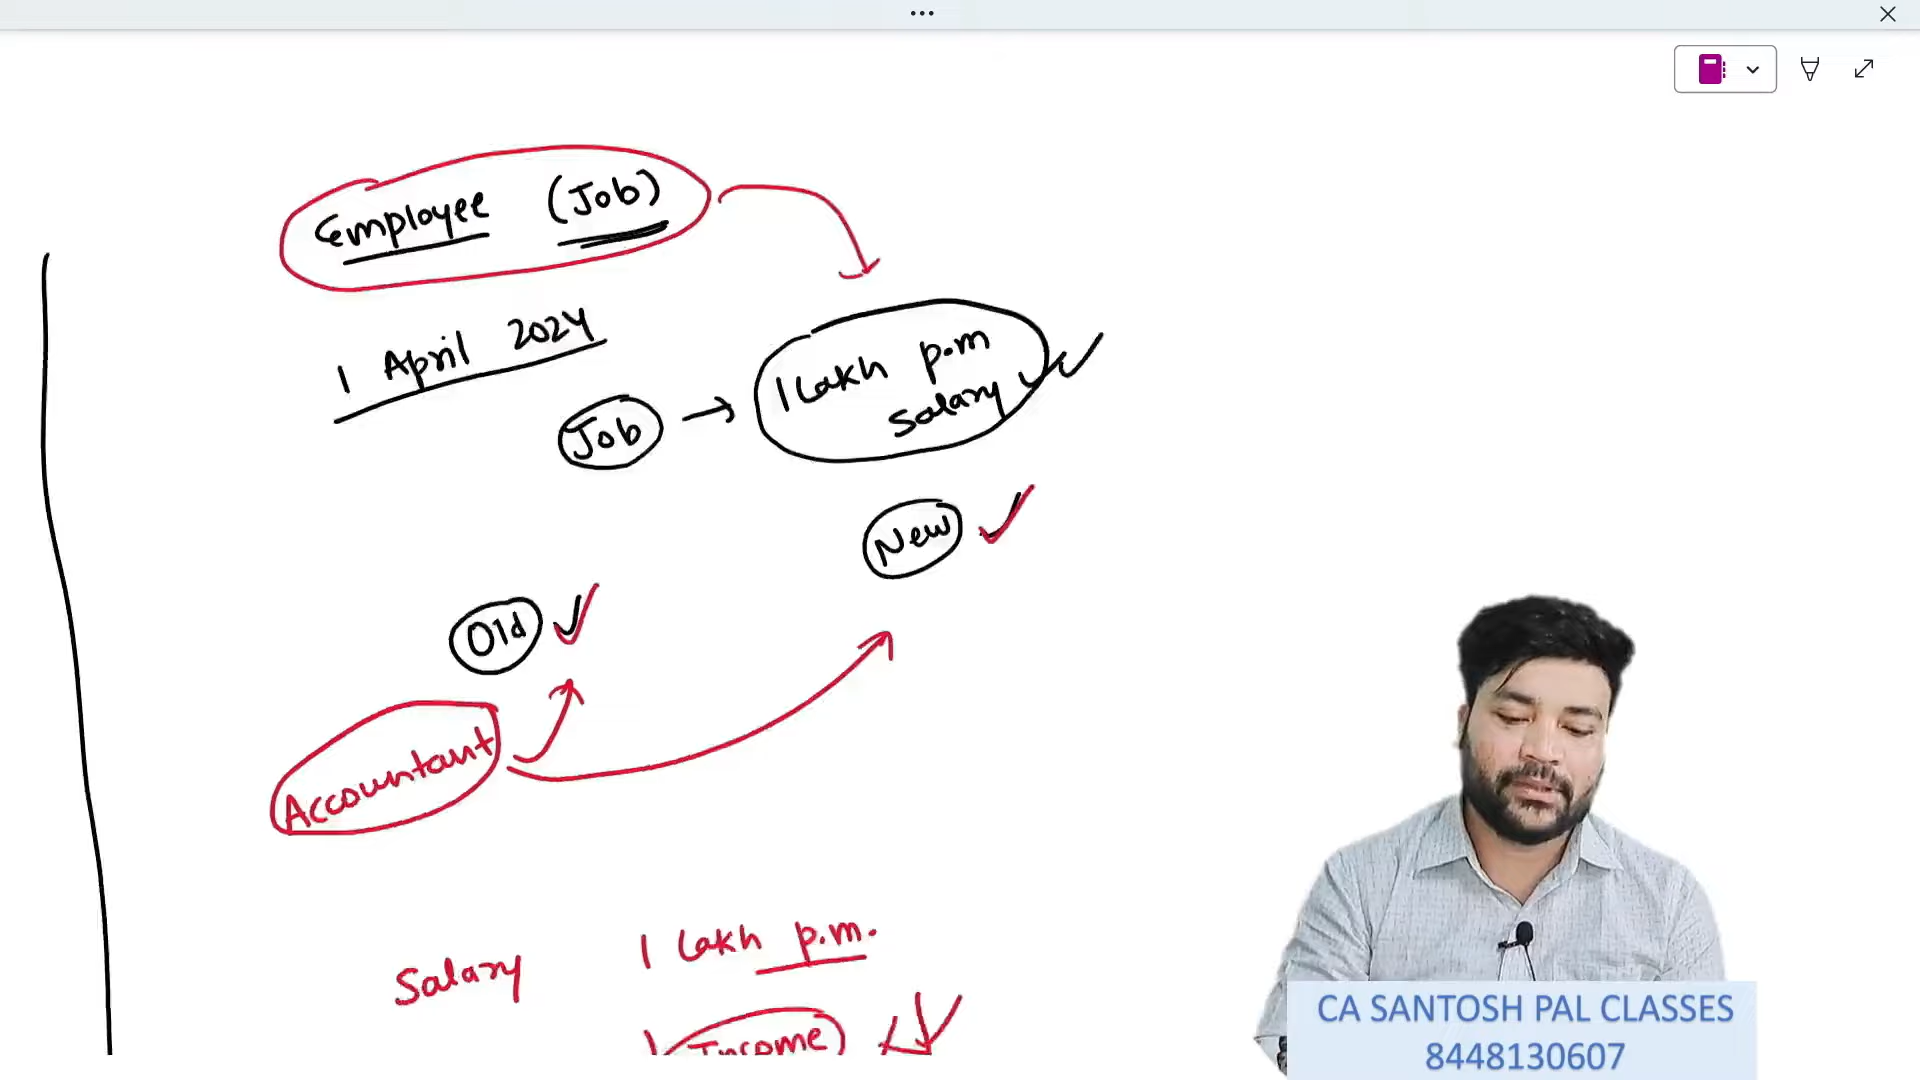 Employee (Job)
1 April 2024
Job → 1 Lakh p.m
Salary
New
Old
Accountant
Salary 1 Lakh p.m.
Income
CA SANTOSH PAL CLASSES
8448130607